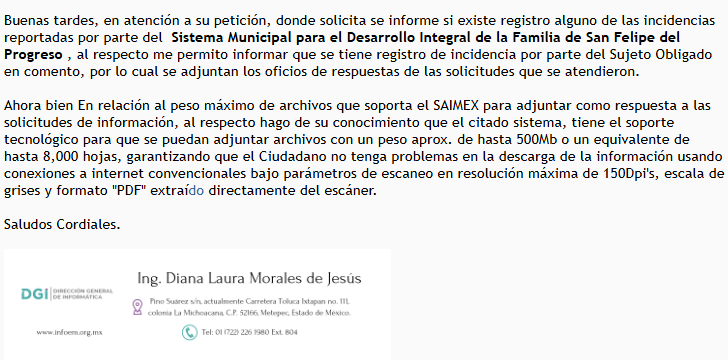 Buenas tardes, en atención a su petición, donde solicita se informe si existe registro alguno de las incidencias
reportadas por parte del Sistema Municipal para el Desarrollo Integral de la Familia de San Felipe del
Progreso , al respecto me permito informar que se tiene registro de incidencia por parte del Sujeto Obligado
en comento, por lo cual se adjuntan los oficios de respuestas de las solicitudes que se atendieron.
Ahora bien En relación al peso máximo de archivos que soporta el SAIMEX para adjuntar como respuesta a las
solicitudes de información, al respecto hago de su conocimiento que el citado sistema, tiene el soporte
tecnológico para que se puedan adjuntar archivos con un peso aprox. de hasta 500Mb o un equivalente de
hasta 8,000 hojas, garantizando que el Ciudadano no tenga problemas en la descarga de la información usando
conexiones a internet convencionales bajo parámetros de escaneo en resolución máxima de 150Dpi's, escala de
grises y formato "PDF" extraído directamente del escáner.
Saludos Cordiales.
Ing. Diana Laura Morales de Jesús
DGI DIRECCIÓN GENERAL
DE INFORMÁTICA
Pino Suárez s/n, actualmente Carretera Toluca Ixtapan no. 111,
colonia La Michoacana, C.P. 52166, Metepec, Estado de México.
www.infoem.org.mx
Tel: 01 (722) 226 1980 Ext. 804